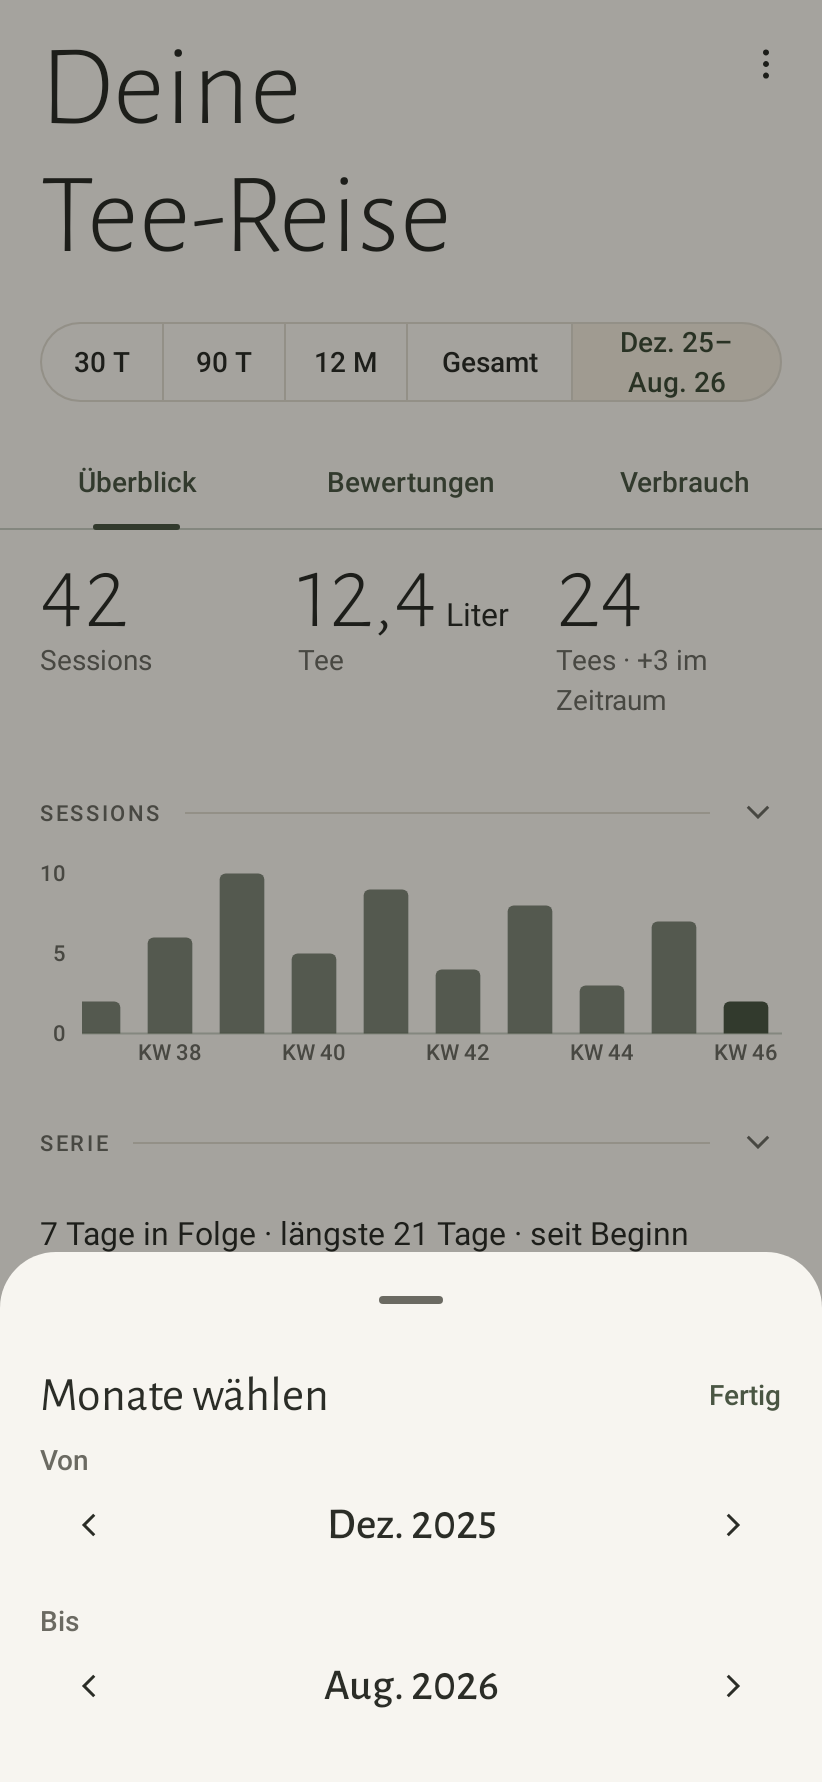 Deine
Tee-Reise
30 T
90 T
12 M
Gesamt
Dez. 25–
Aug. 26
Überblick
Bewertungen
Verbrauch
42
Sessions
12,4 Liter
Tee
24
Tees · +3 im
Zeitraum
SESSIONS
10
5
0
KW 38
KW 40
KW 42
KW 44
KW 46
SERIE
7 Tage in Folge · längste 21 Tage · seit Beginn
Monate wählen
Fertig
Von
Dez. 2025
Bis
Aug. 2026